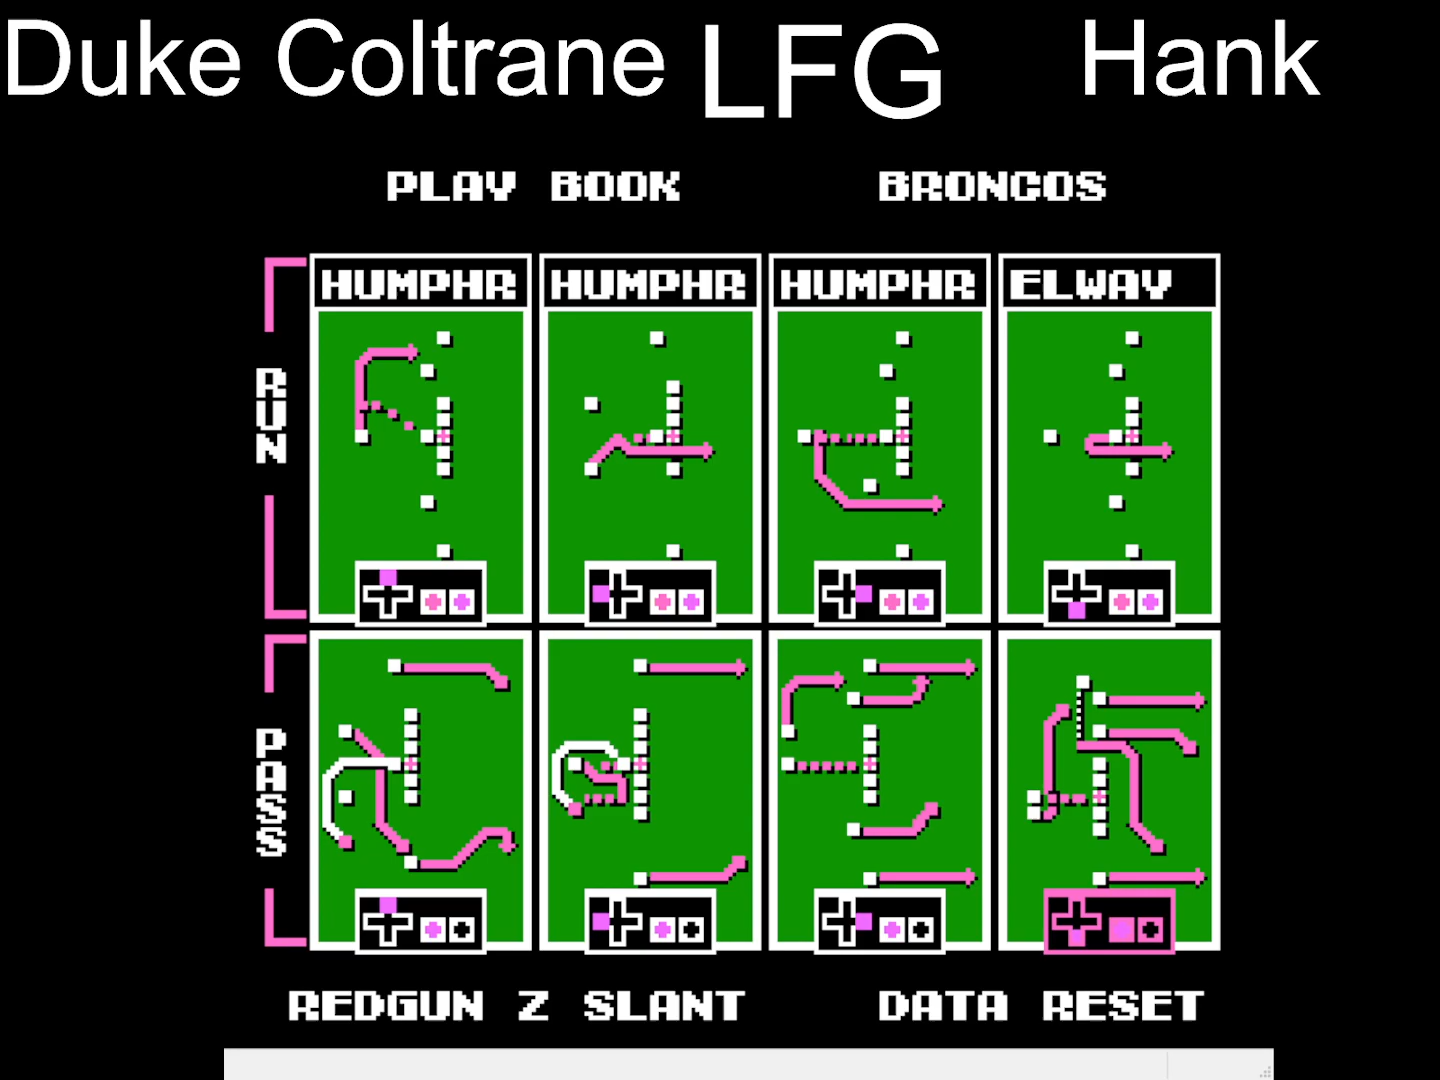 Duke Coltrane LFG Hank
PLAY BOOK BRONCOS
HUMPHR HUMPHR HUMPHR ELWAY
RUN
PASS
REDGUN Z SLANT DATA RESET